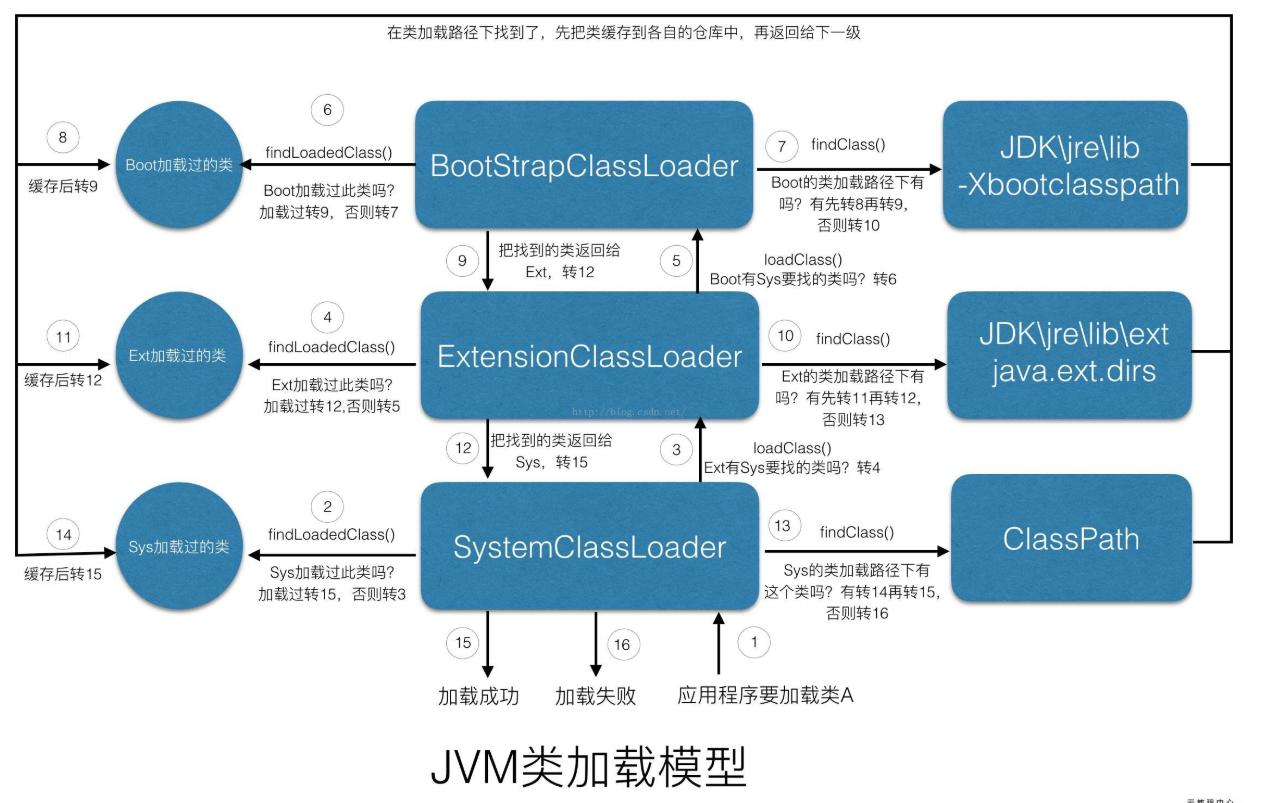 在类加载路径下找到了，先把类缓存到各自的仓库中，再返回给下一级
8
缓存后转9
Boot加载过的类
6
findLoadedClass()
Boot加载过此类吗？
加载过转9，否则转7
BootStrapClassLoader
7
findClass()
Boot的类加载路径下有
吗？有先转8再转9，
否则转10
JDK\jre\lib
-Xbootclasspath
9
把找到的类返回给
Ext，转12
5
loadClass()
Boot有Sys要找的类吗？转6
11
缓存后转12
Ext加载过的类
4
findLoadedClass()
Ext加载过此类吗？
加载过转12,否则转5
ExtensionClassLoader
http://blog.csdn.net/
10
findClass()
Ext的类加载路径下有
吗？有先转11再转12，
否则转13
JDK\jre\lib\ext
java.ext.dirs
12
把找到的类返回给
Sys，转15
3
loadClass()
Ext有Sys要找的类吗？转4
14
缓存后转15
Sys加载过的类
2
findLoadedClass()
Sys加载过此类吗？
加载过转15，否则转3
SystemClassLoader
13
findClass()
Sys的类加载路径下有
这个类吗？有转14再转15，
否则转16
ClassPath
15
加载成功
16
加载失败
1
应用程序要加载类A
JVM类加载模型